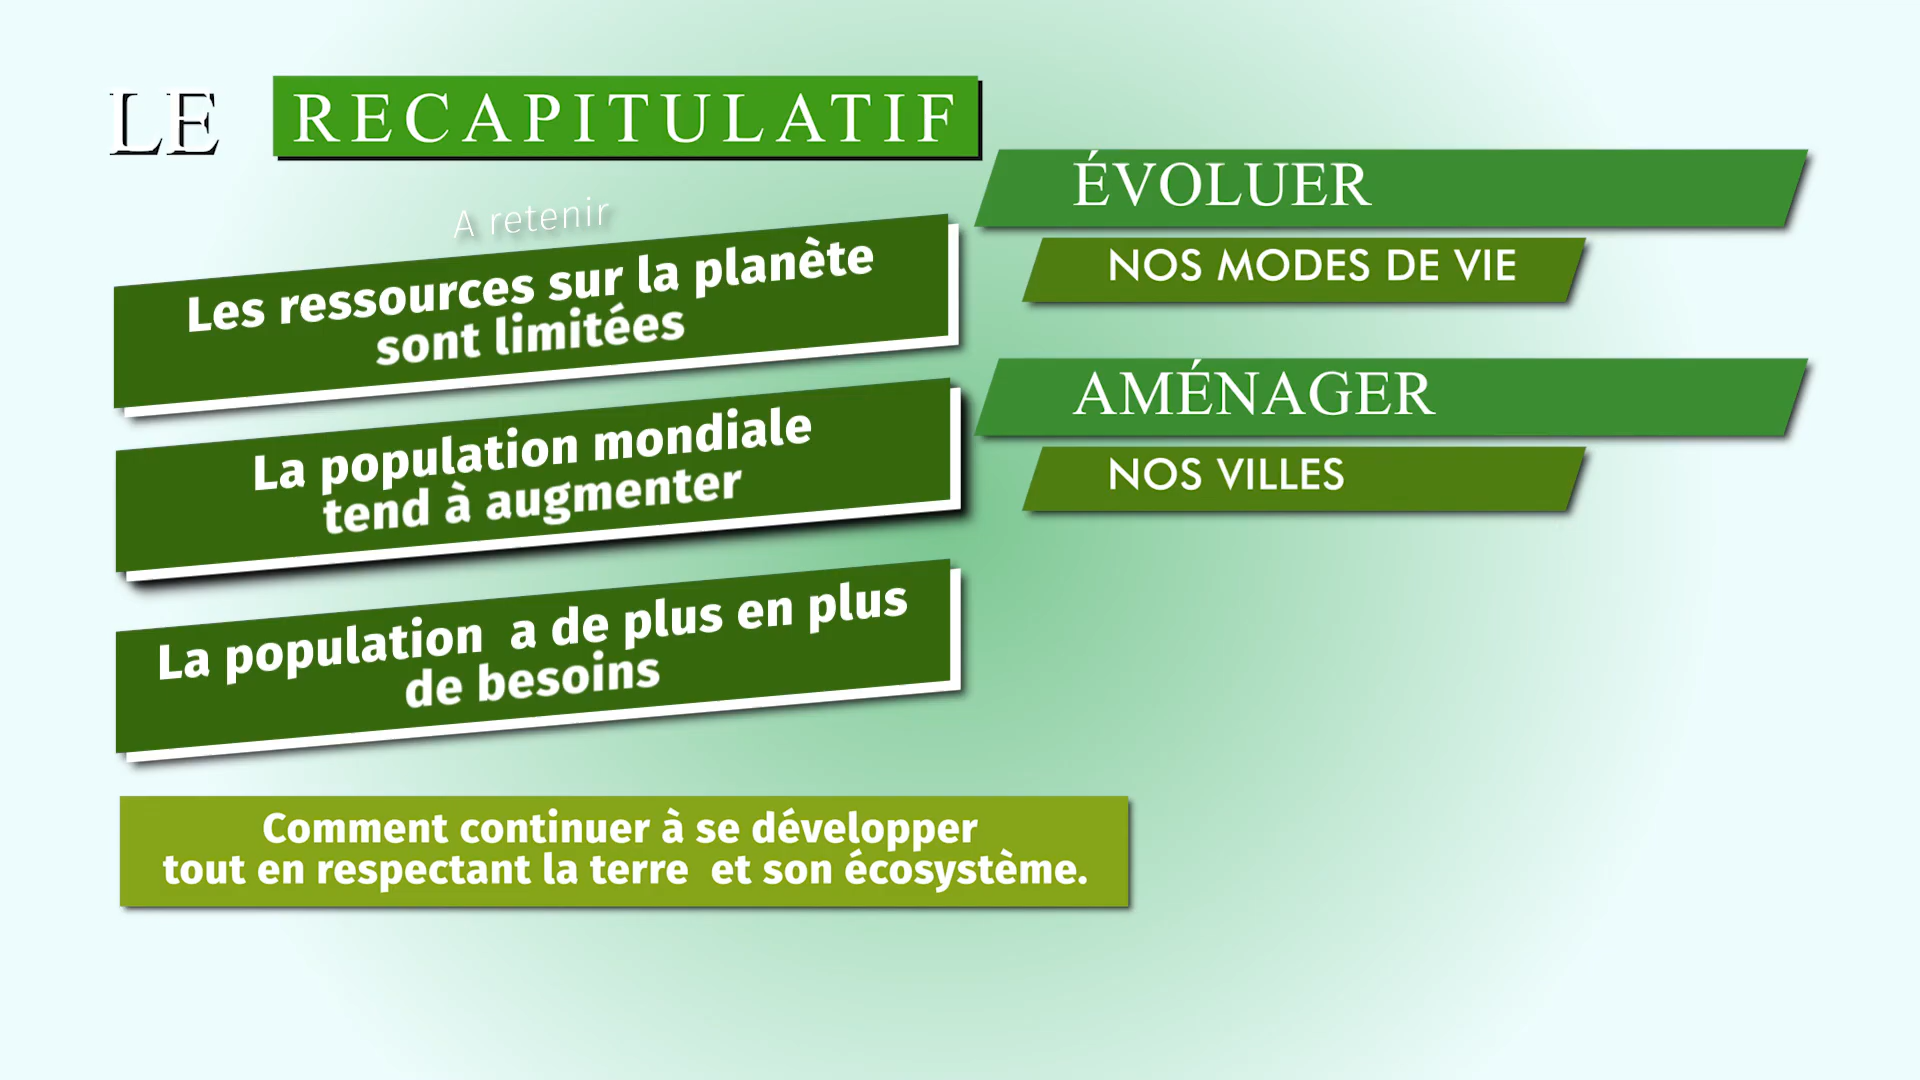 LE RECAPITULATIF
A retenir
Les ressources sur la planète
sont limitées
La population mondiale
tend à augmenter
La population a de plus en plus
de besoins
Comment continuer à se développer
tout en respectant la terre et son écosystème.
ÉVOLUER
NOS MODES DE VIE
AMÉNAGER
NOS VILLES